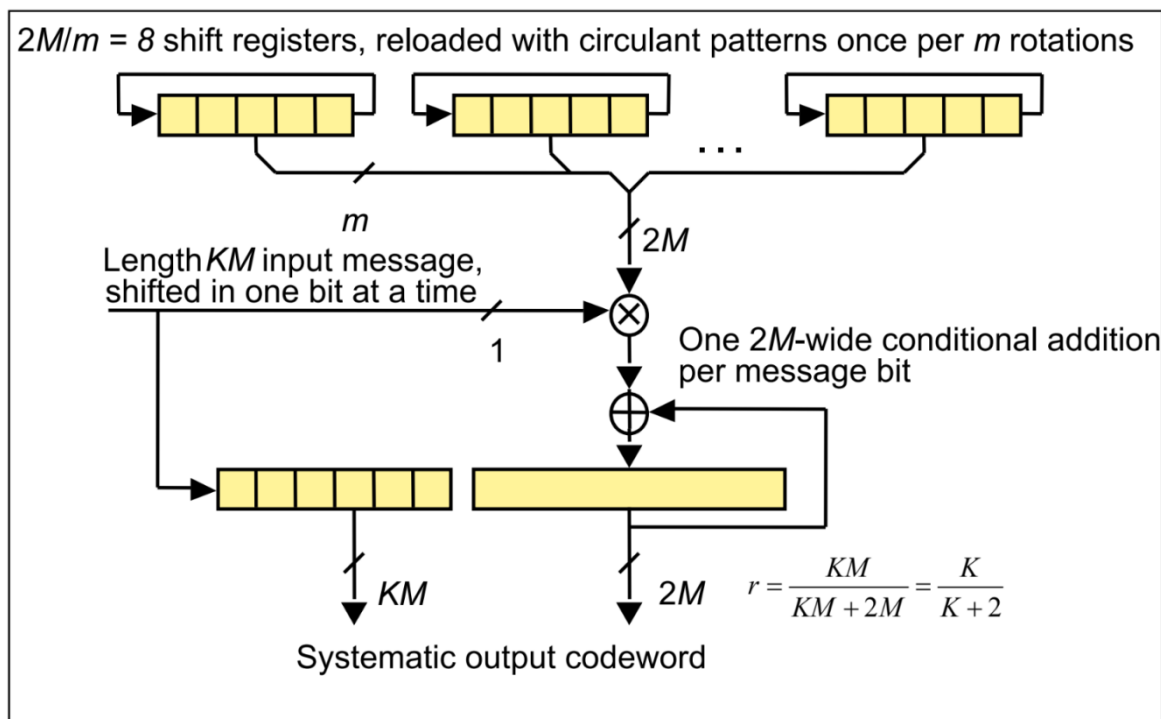 2M/m = 8 shift registers, reloaded with circulant patterns once per m rotations
. . .
m
2M
Length KM input message,
shifted in one bit at a time
1
One 2M-wide conditional addition
per message bit
KM
2M
r = KM / (KM + 2M) = K / (K + 2)
Systematic output codeword